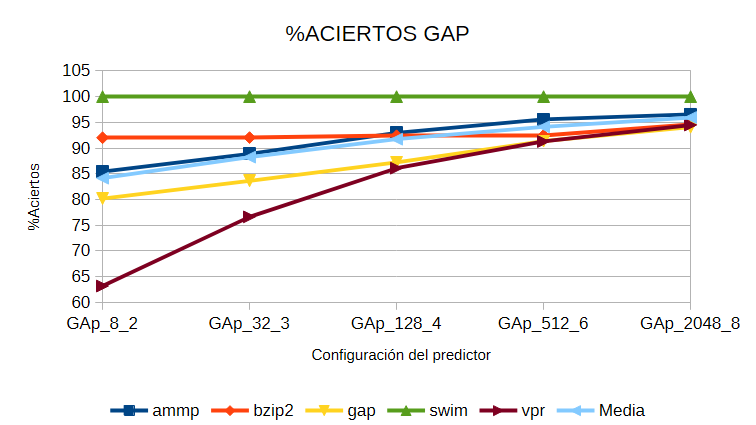 %ACIERTOS GAP
105
100
95
90
85
80
75
70
65
60
%Aciertos
GAp_8_2 GAp_32_3 GAp_128_4 GAp_512_6 GAp_2048_8
Configuración del predictor
ammp bzip2 gap swim vpr Media